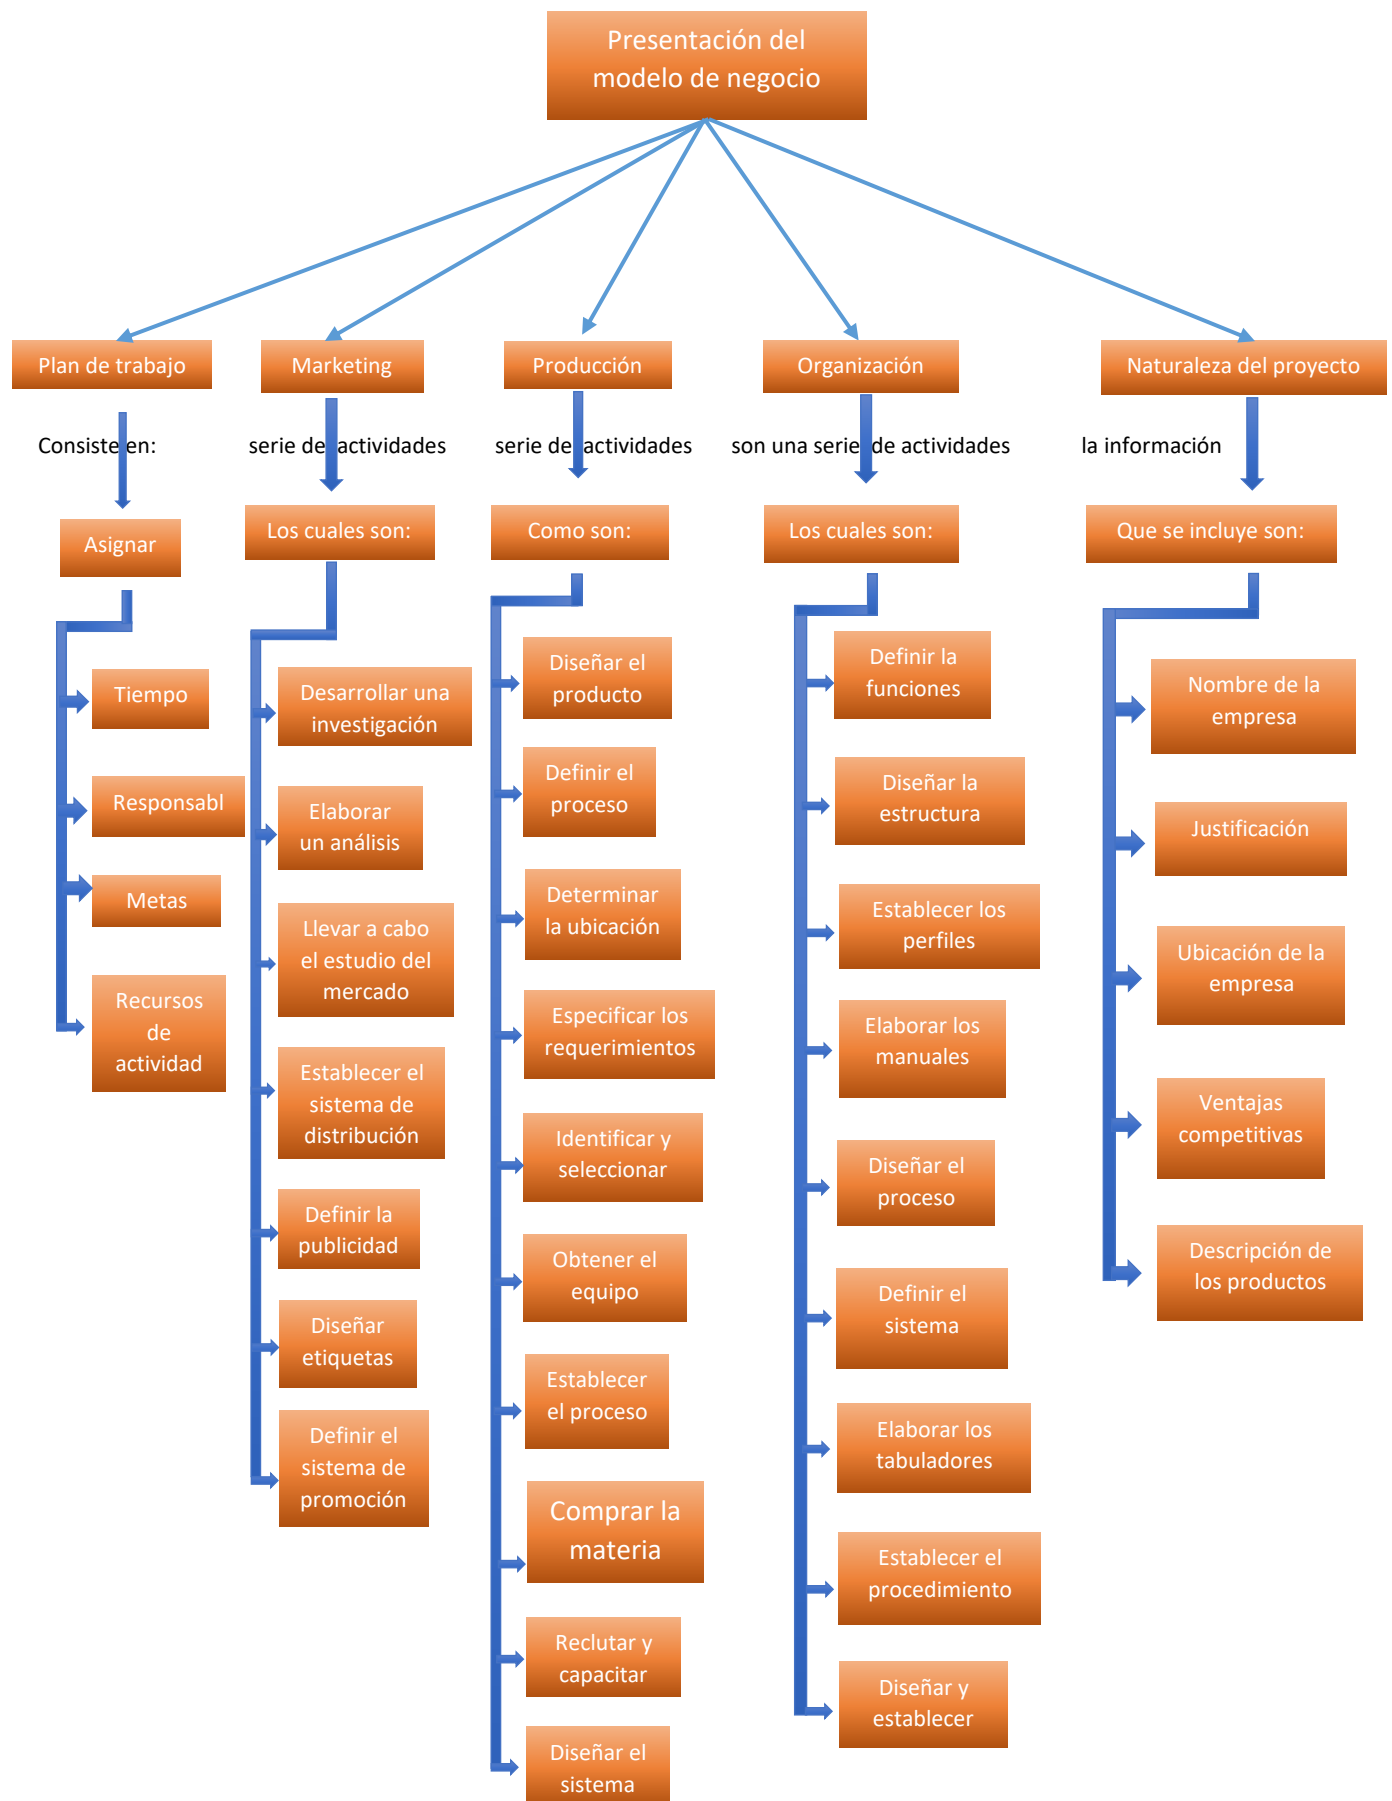 Presentación del
modelo de negocio
Plan de trabajo
Marketing
Producción
Organización
Naturaleza del proyecto
Consiste en:
serie de actividades
serie de actividades
son una serie de actividades
la información
Asignar
Los cuales son:
Como son:
Los cuales son:
Que se incluye son:
Tiempo
Responsabl
Metas
Recursos
de
actividad
Desarrollar una
investigación
Elaborar
un análisis
Llevar a cabo
el estudio del
mercado
Establecer el
sistema de
distribución
Definir la
publicidad
Diseñar
etiquetas
Definir el
sistema de
promoción
Diseñar el
producto
Definir el
proceso
Determinar
la ubicación
Especificar los
requerimientos
Identificar y
seleccionar
Obtener el
equipo
Establecer
el proceso
Comprar la
materia
Reclutar y
capacitar
Diseñar el
sistema
Definir la
funciones
Diseñar la
estructura
Establecer los
perfiles
Elaborar los
manuales
Diseñar el
proceso
Definir el
sistema
Elaborar los
tabuladores
Establecer el
procedimiento
Diseñar y
establecer
Nombre de la
empresa
Justificación
Ubicación de la
empresa
Ventajas
competitivas
Descripción de
los productos